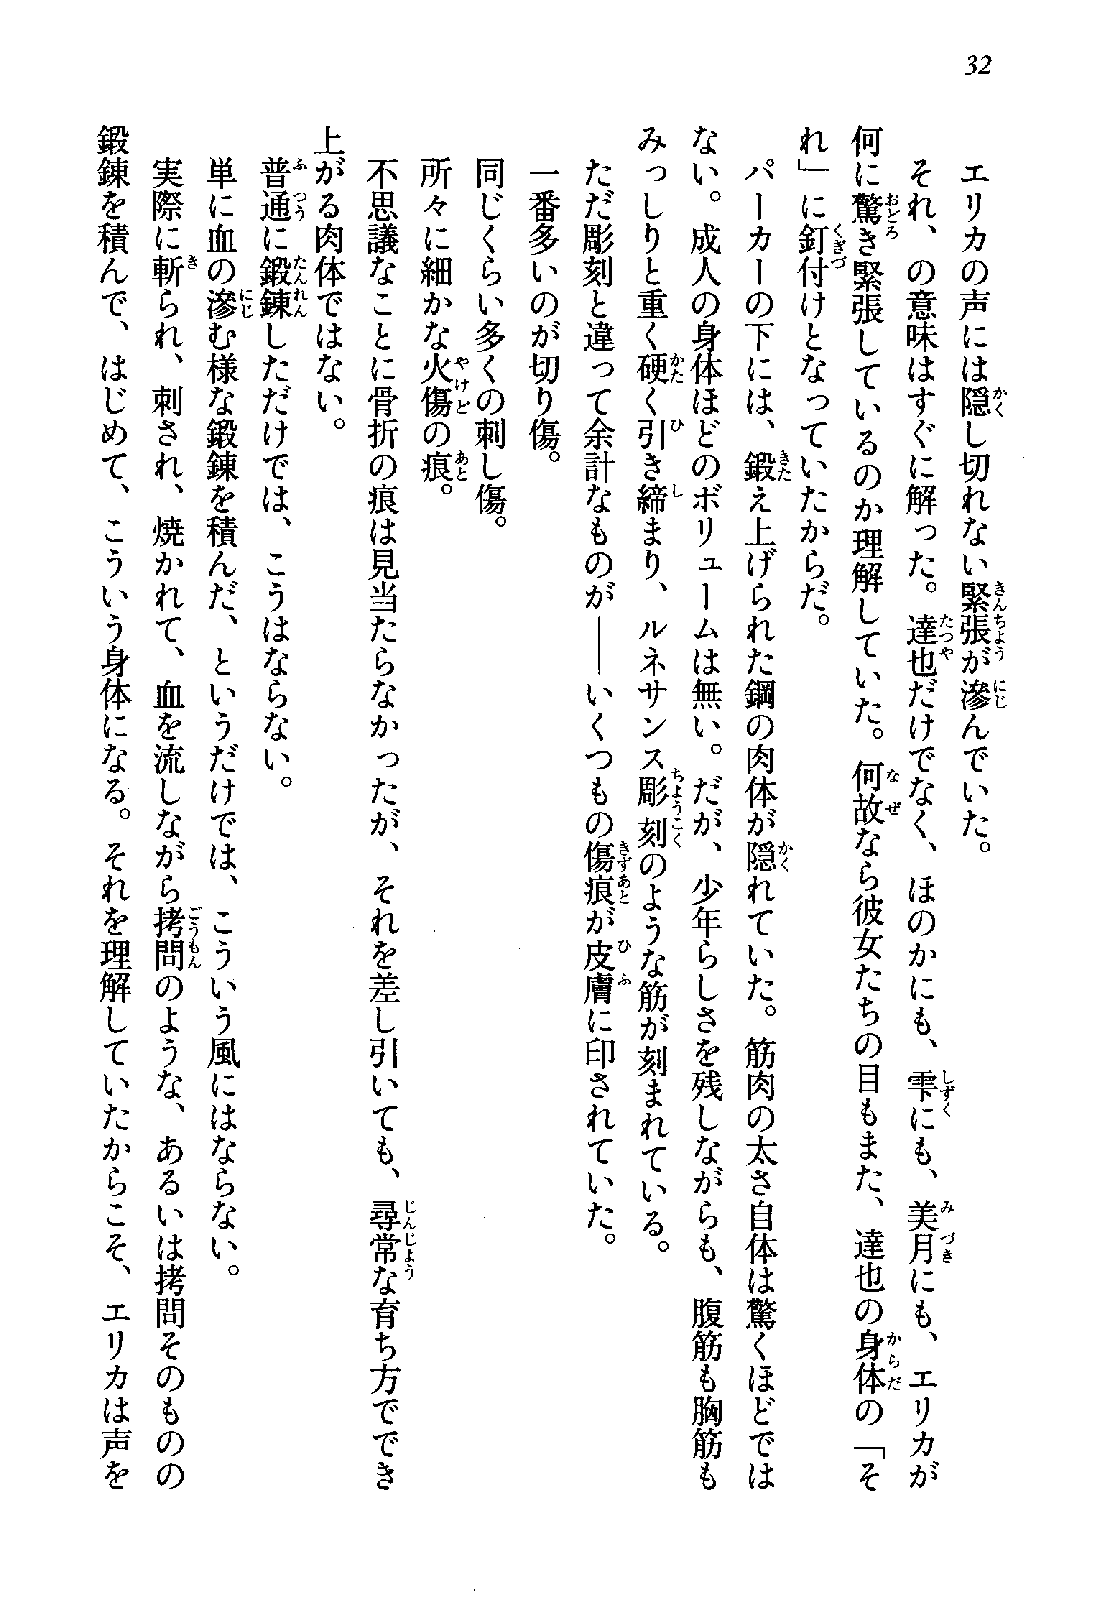 32
エリカの声には隠し切れない緊張が滲んでいた。
それ、の意味はすぐに解った。達也だけでなく、ほのかにも、雫にも、美月にも、エリカが
何に驚き緊張しているのか理解していた。何故なら彼女たちの目もまた、達也の身体の「そ
れ」に釘付けとなっていたからだ。
パーカーの下には、鍛え上げられた鋼の肉体が隠れていた。筋肉の太さ自体は驚くほどでは
ない。成人の身体ほどのボリュームは無い。だが、少年らしさを残しながらも、腹筋も胸筋も
みっしりと重く硬く引き締まり、ルネサンス彫刻のような筋が刻まれている。
ただ彫刻と違って余計なものが――いくつもの傷痕が皮膚に印されていた。
一番多いのが切り傷。
同じくらい多くの刺し傷。
所々に細かな火傷の痕。
不思議なことに骨折の痕は見当たらなかったが、それを差し引いても、尋常な育ち方でき
上がる肉体ではない。
普通に鍛錬しただけでは、こうはならない。
単に血の滲む様な鍛錬を積んだ、というだけでは、こういう風にはならない。
実際に斬られ、刺され、焼かれて、血を流しながら拷問のような、あるいは拷問そのものの
鍛錬を積んで、はじめて、こういう身体になる。それを理解していたからこそ、エリカは声を